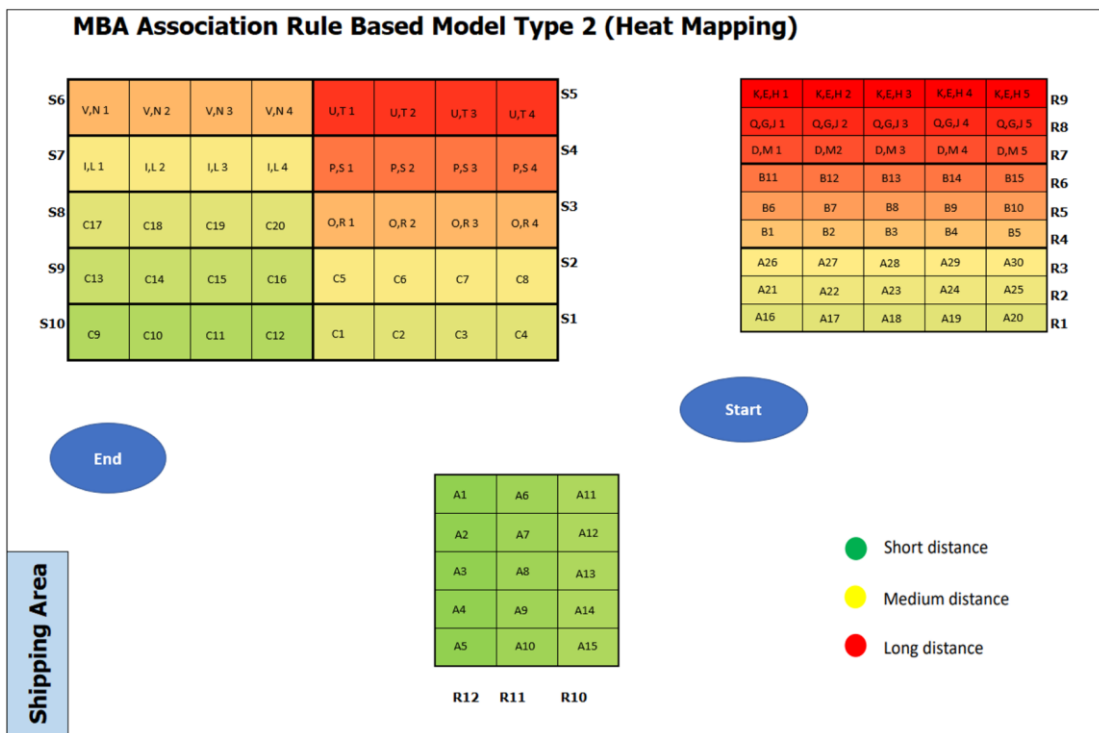 MBA Association Rule Based Model Type 2 (Heat Mapping)
S6 V,N 1 V,N 2 V,N 3 V,N 4 U,T 1 U,T 2 U,T 3 U,T 4 S5
S7 I,L 1 I,L 2 I,L 3 I,L 4 P,S 1 P,S 2 P,S 3 P,S 4 S4
S8 C17 C18 C19 C20 O,R 1 O,R 2 O,R 3 O,R 4 S3
S9 C13 C14 C15 C16 C5 C6 C7 C8 S2
S10 C9 C10 C11 C12 C1 C2 C3 C4 S1
K,E,H 1 K,E,H 2 K,E,H 3 K,E,H 4 K,E,H 5 R9
Q,G,J 1 Q,G,J 2 Q,G,J 3 Q,G,J 4 Q,G,J 5 R8
D,M 1 D,M2 D,M 3 D,M 4 D,M 5 R7
B11 B12 B13 B14 B15 R6
B6 B7 B8 B9 B10 R5
B1 B2 B3 B4 B5 R4
A26 A27 A28 A29 A30 R3
A21 A22 A23 A24 A25 R2
A16 A17 A18 A19 A20 R1
Start
End
A1 A6 A11
A2 A7 A12
A3 A8 A13
A4 A9 A14
A5 A10 A15
R12 R11 R10
Shipping Area
Short distance
Medium distance
Long distance